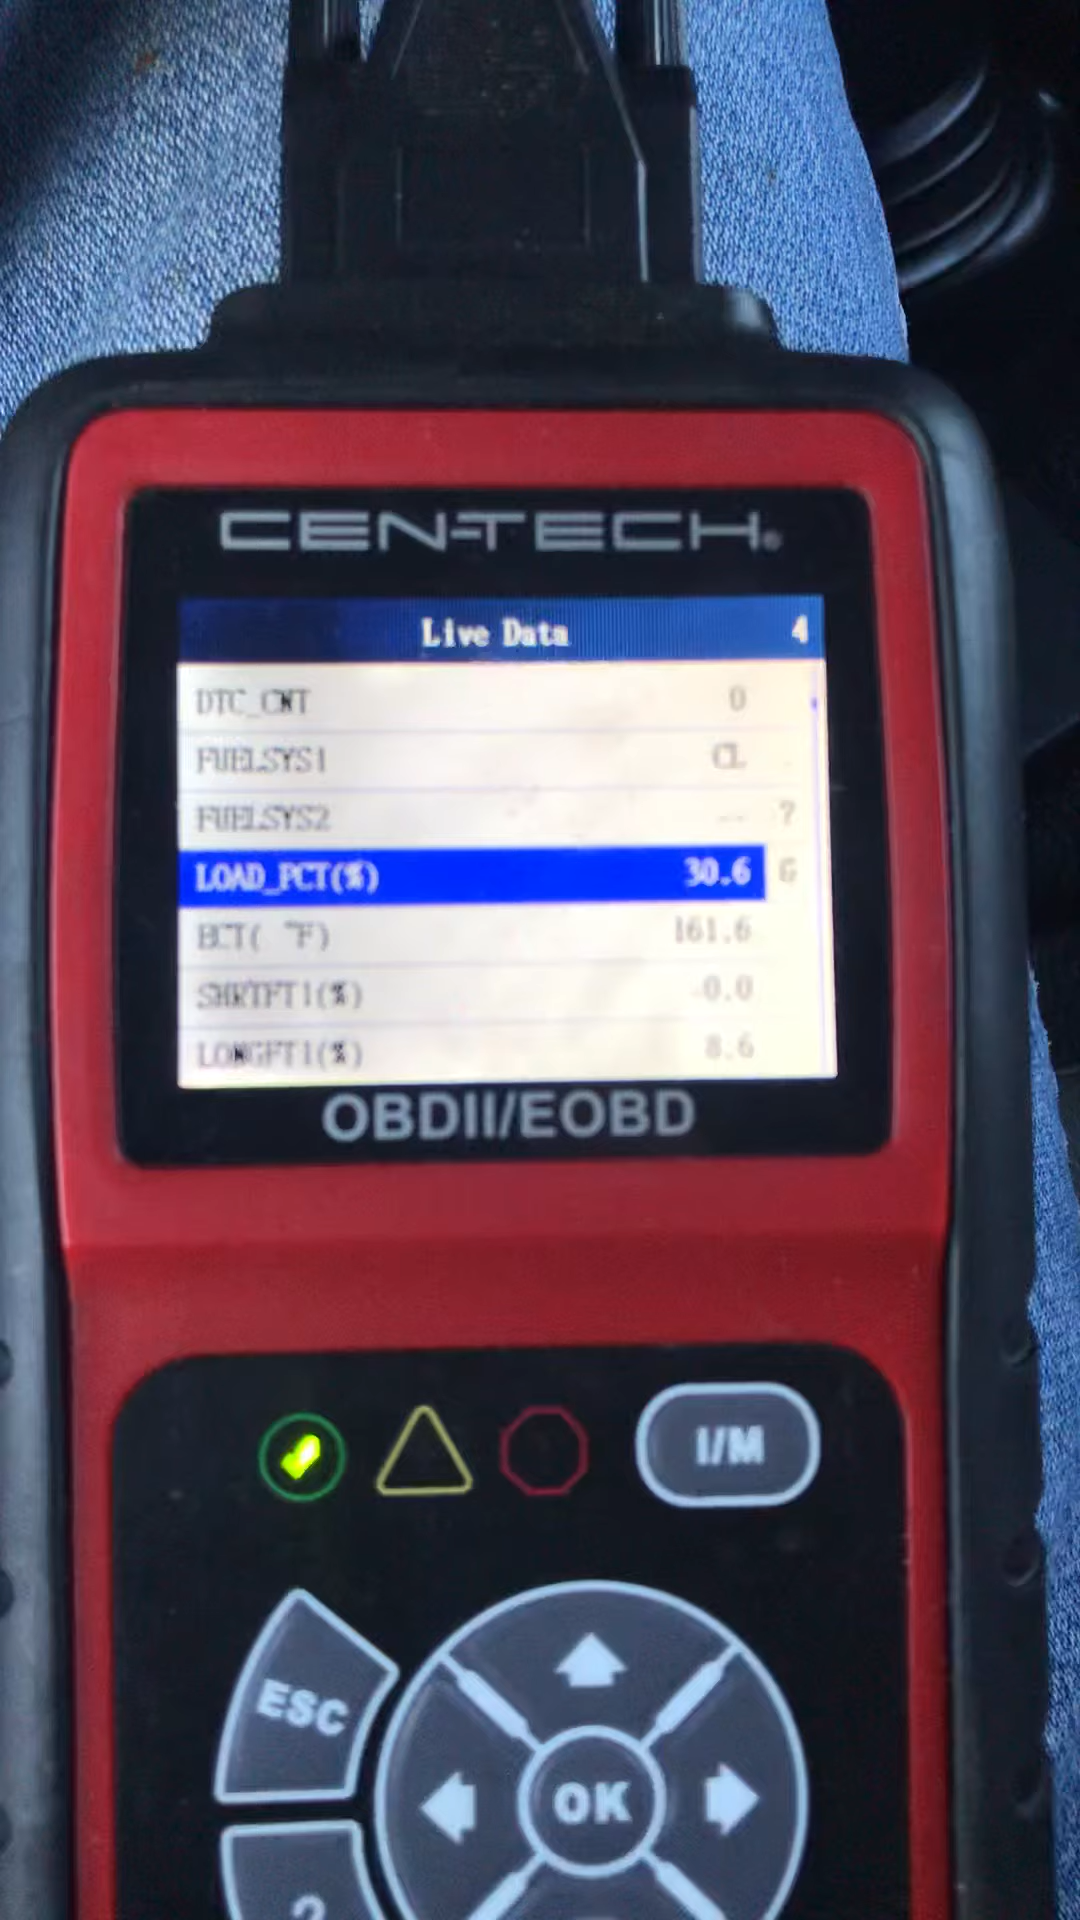 CEN-TECH®
Live Data 4
DTC_CNT 0
FUELSYS1 CL
FUELSYS2 -- ?
LOAD_PCT(%) 30.6 G
ECT( °F) 161.6
SHRTFT1(%) -0.0
LONGFT1(%) 8.6
OBDII/EOBD
I/M
ESC
OK
?